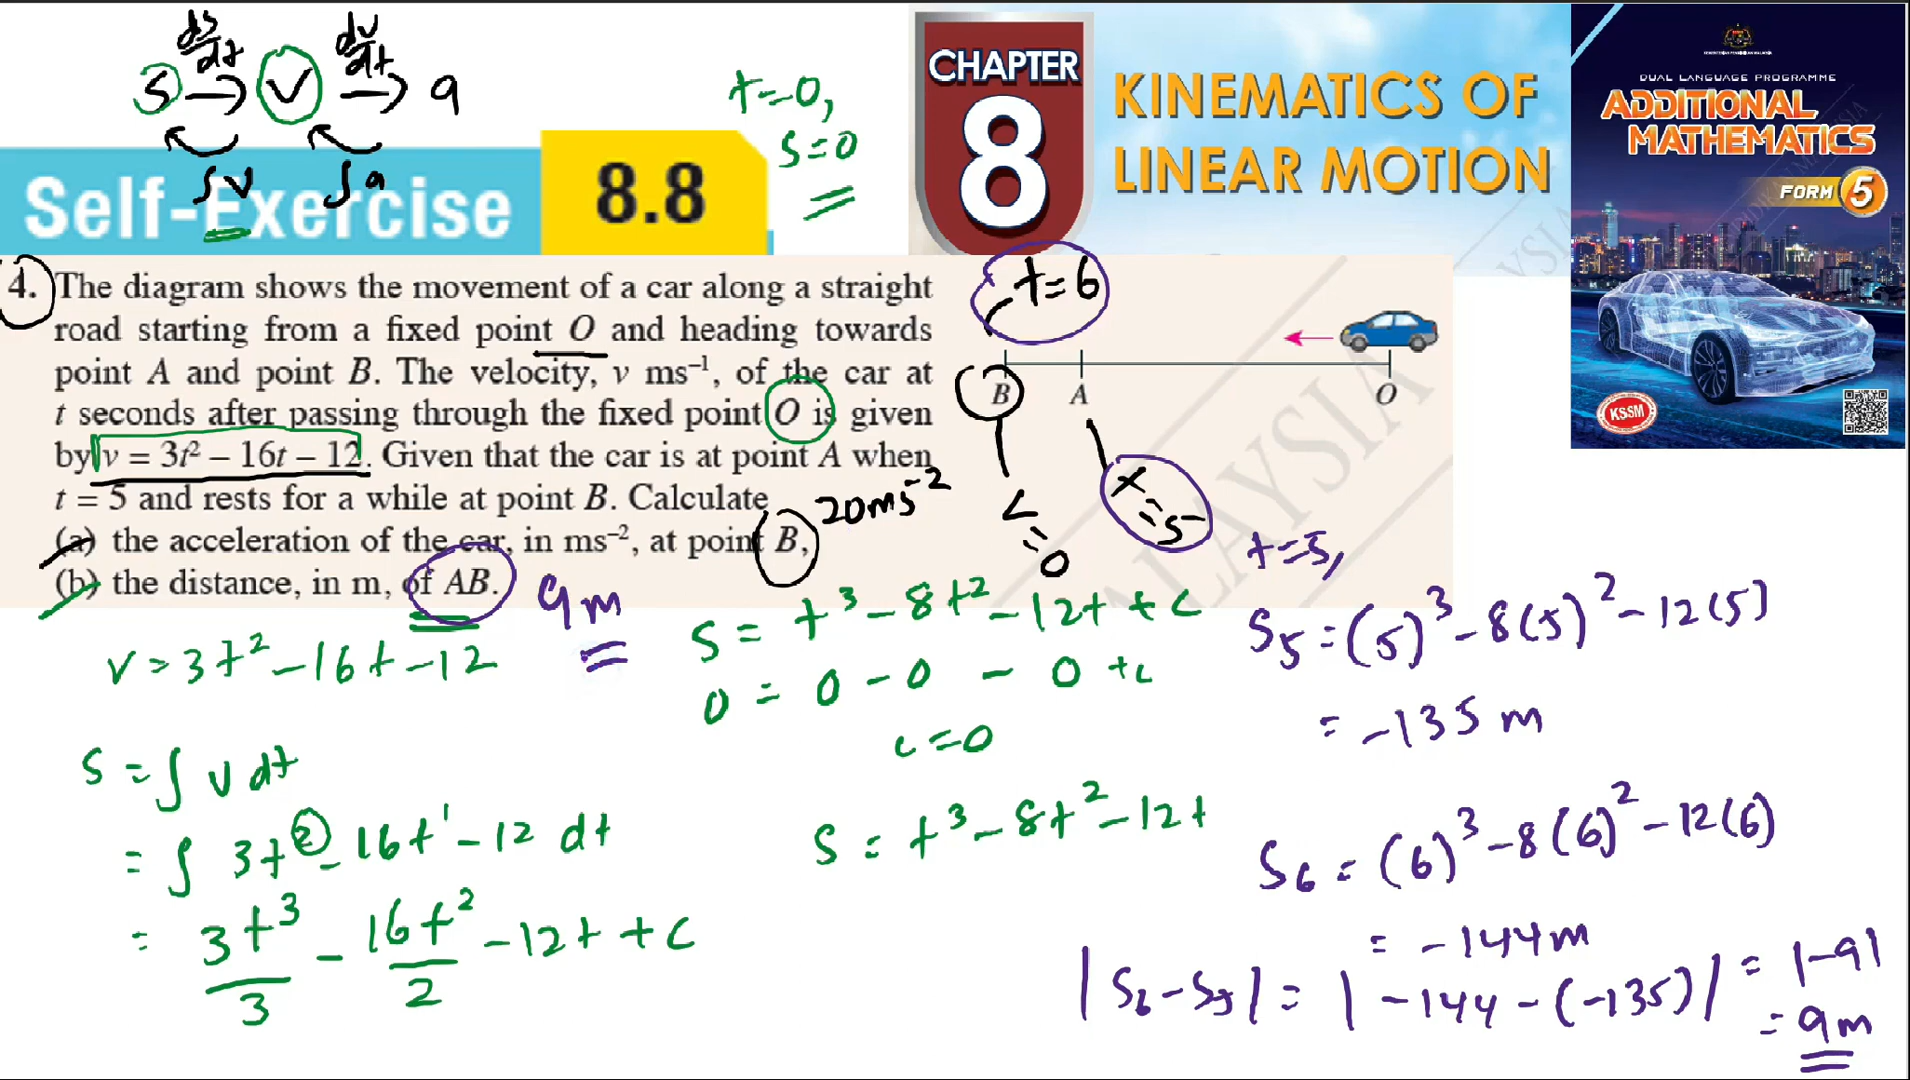 ds/dt dv/dt
S → V → a
∫v ∫a
t=0,
s=0
Self-Exercise 8.8
CHAPTER
8
KINEMATICS OF
LINEAR MOTION
DUAL LANGUAGE PROGRAMME
ADDITIONAL
MATHEMATICS
FORM 5
KSSM
4. The diagram shows the movement of a car along a straight
road starting from a fixed point O and heading towards
point A and point B. The velocity, v ms⁻¹, of the car at
t seconds after passing through the fixed point O is given
by v = 3t² – 16t – 12. Given that the car is at point A when
t = 5 and rests for a while at point B. Calculate
(a) the acceleration of the car, in ms⁻², at point B,
20ms⁻²
(b) the distance, in m, of AB.
9m
t=6
B A O
v=0
t=5
MALAYSIA
v = 3t² – 16t – 12
s = ∫ v dt
= ∫ 3t² – 16t¹ – 12 dt
= 3t³/3 – 16t²/2 – 12t + c
s = t³ – 8t² – 12t + c
0 = 0 – 0 – 0 + c
c = 0
s = t³ – 8t² – 12t
t=5,
S₅ = (5)³ – 8(5)² – 12(5)
= –135 m
S₆ = (6)³ – 8(6)² – 12(6)
= –144m
|S₆ – S₅| = |–144 – (–135)| = |–9|
= 9m